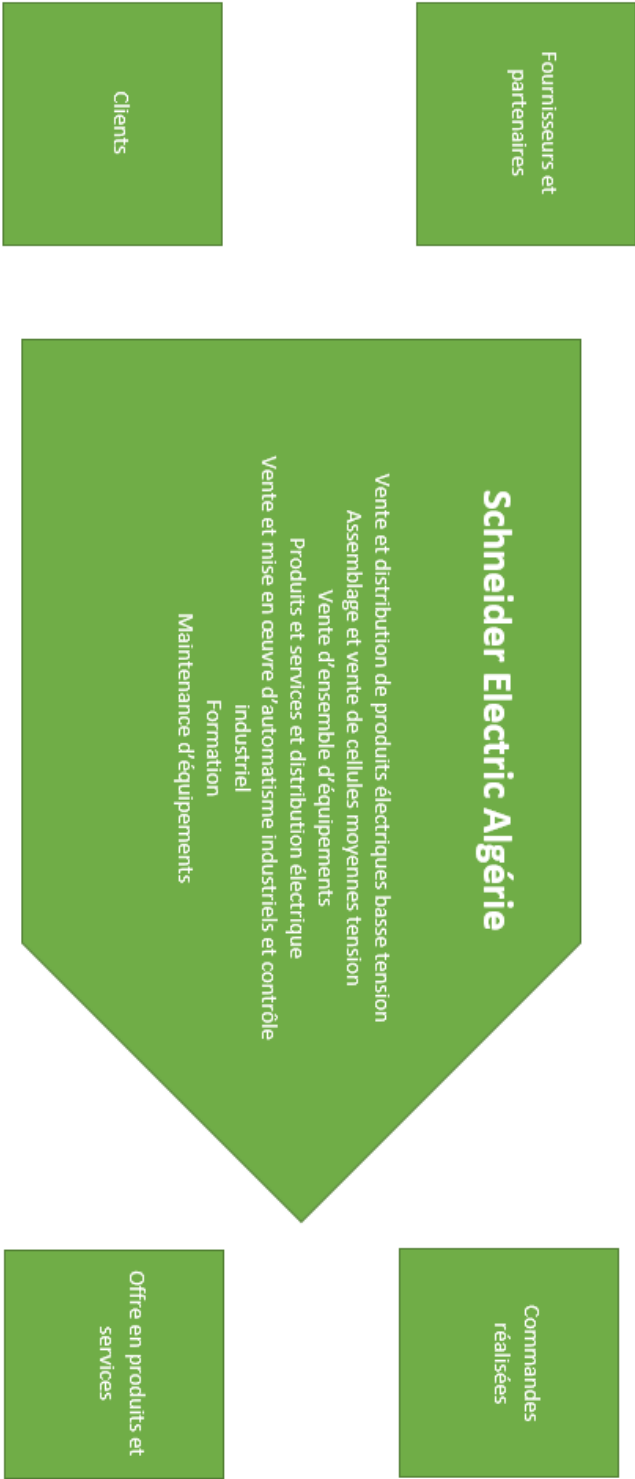 Fournisseurs et
partenaires
Clients
Schneider Electric Algérie
Vente et distribution de produits électriques basse tension
Assemblage et vente de cellules moyennes tension
Vente d'ensemble d'équipements
Produits et services et distribution électrique
Vente et mise en œuvre d'automatisme industriels et contrôle
industriel
Formation
Maintenance d'équipements
Commandes
réalisées
Offre en produits et
services